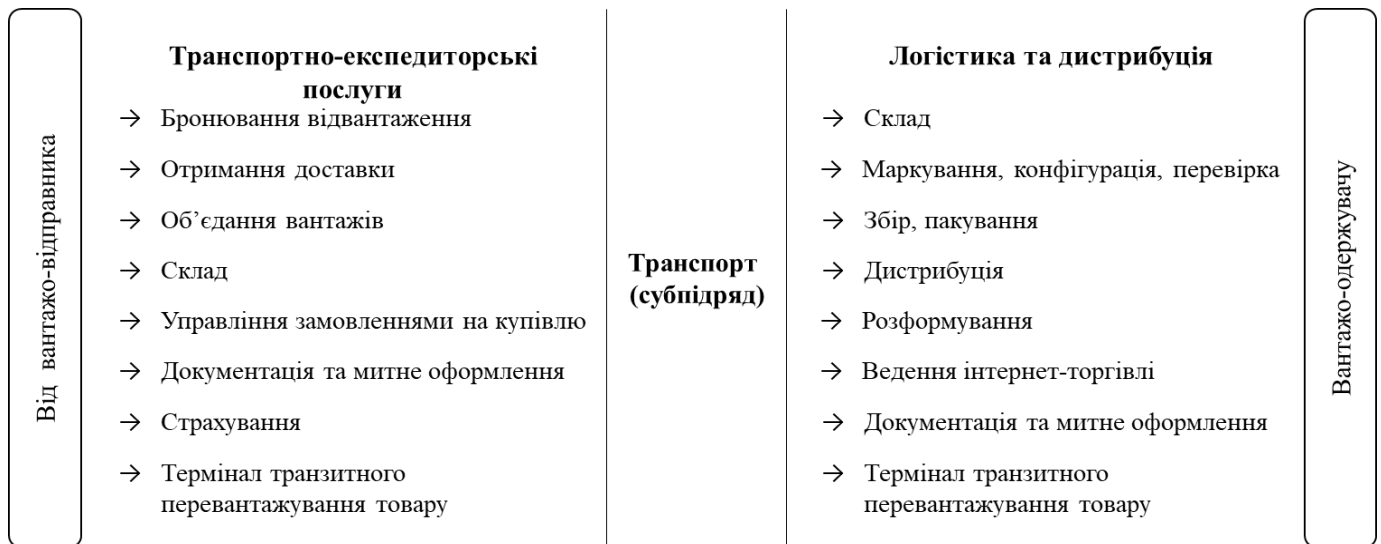 Від вантажо-відправника
Транспортно-експедиторські
послуги
→ Бронювання відвантаження
→ Отримання доставки
→ Об’єдання вантажів
→ Склад
→ Управління замовленнями на купівлю
→ Документація та митне оформлення
→ Страхування
→ Термінал транзитного
перевантажування товару
Транспорт
(субпідряд)
Логістика та дистрибуція
→ Склад
→ Маркування, конфігурація, перевірка
→ Збір, пакування
→ Дистрибуція
→ Розформування
→ Ведення інтернет-торгівлі
→ Документація та митне оформлення
→ Термінал транзитного
перевантажування товару
Вантажо-одержувачу